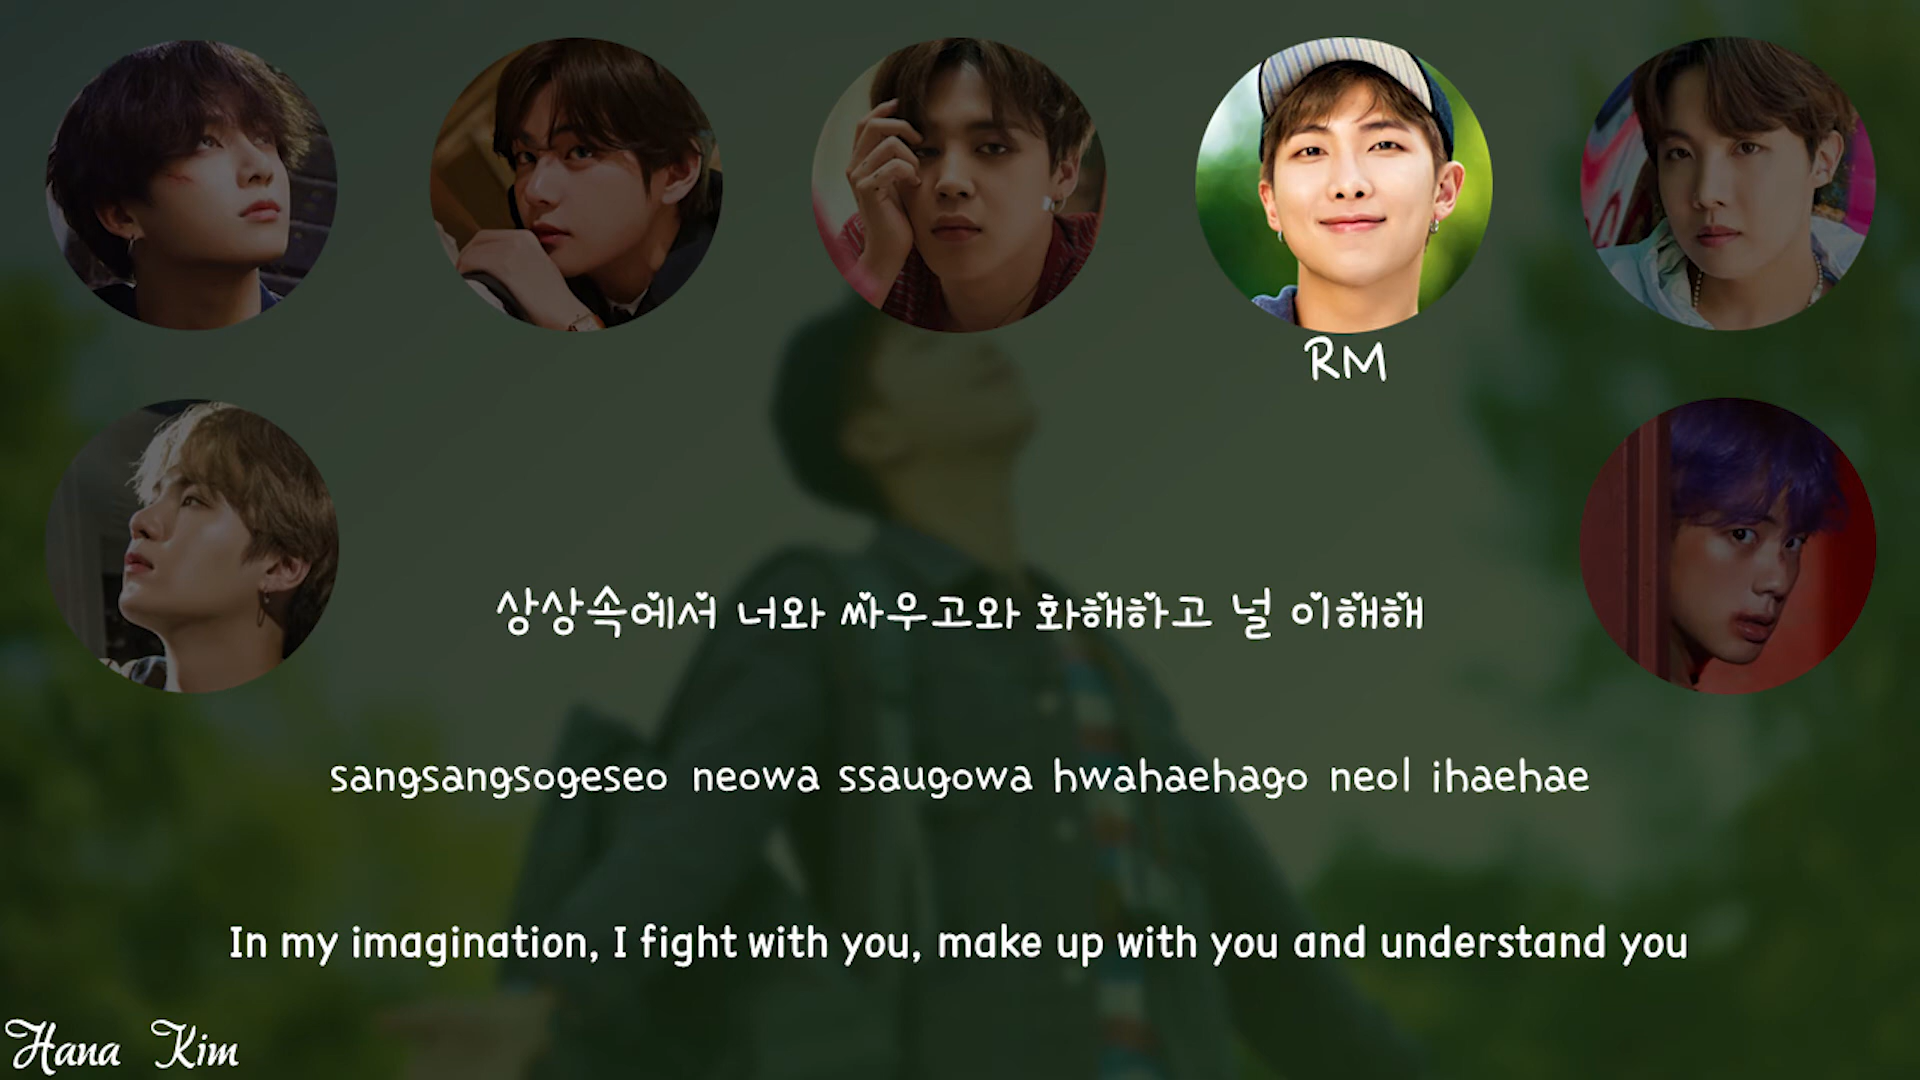 RM
상상속에서 너와 싸우고와 화해하고 널 이해해
sangsangsogeseo neowa ssaugowa hwahaehago neol ihaehae
In my imagination, I fight with you, make up with you and understand you
Hana Kim